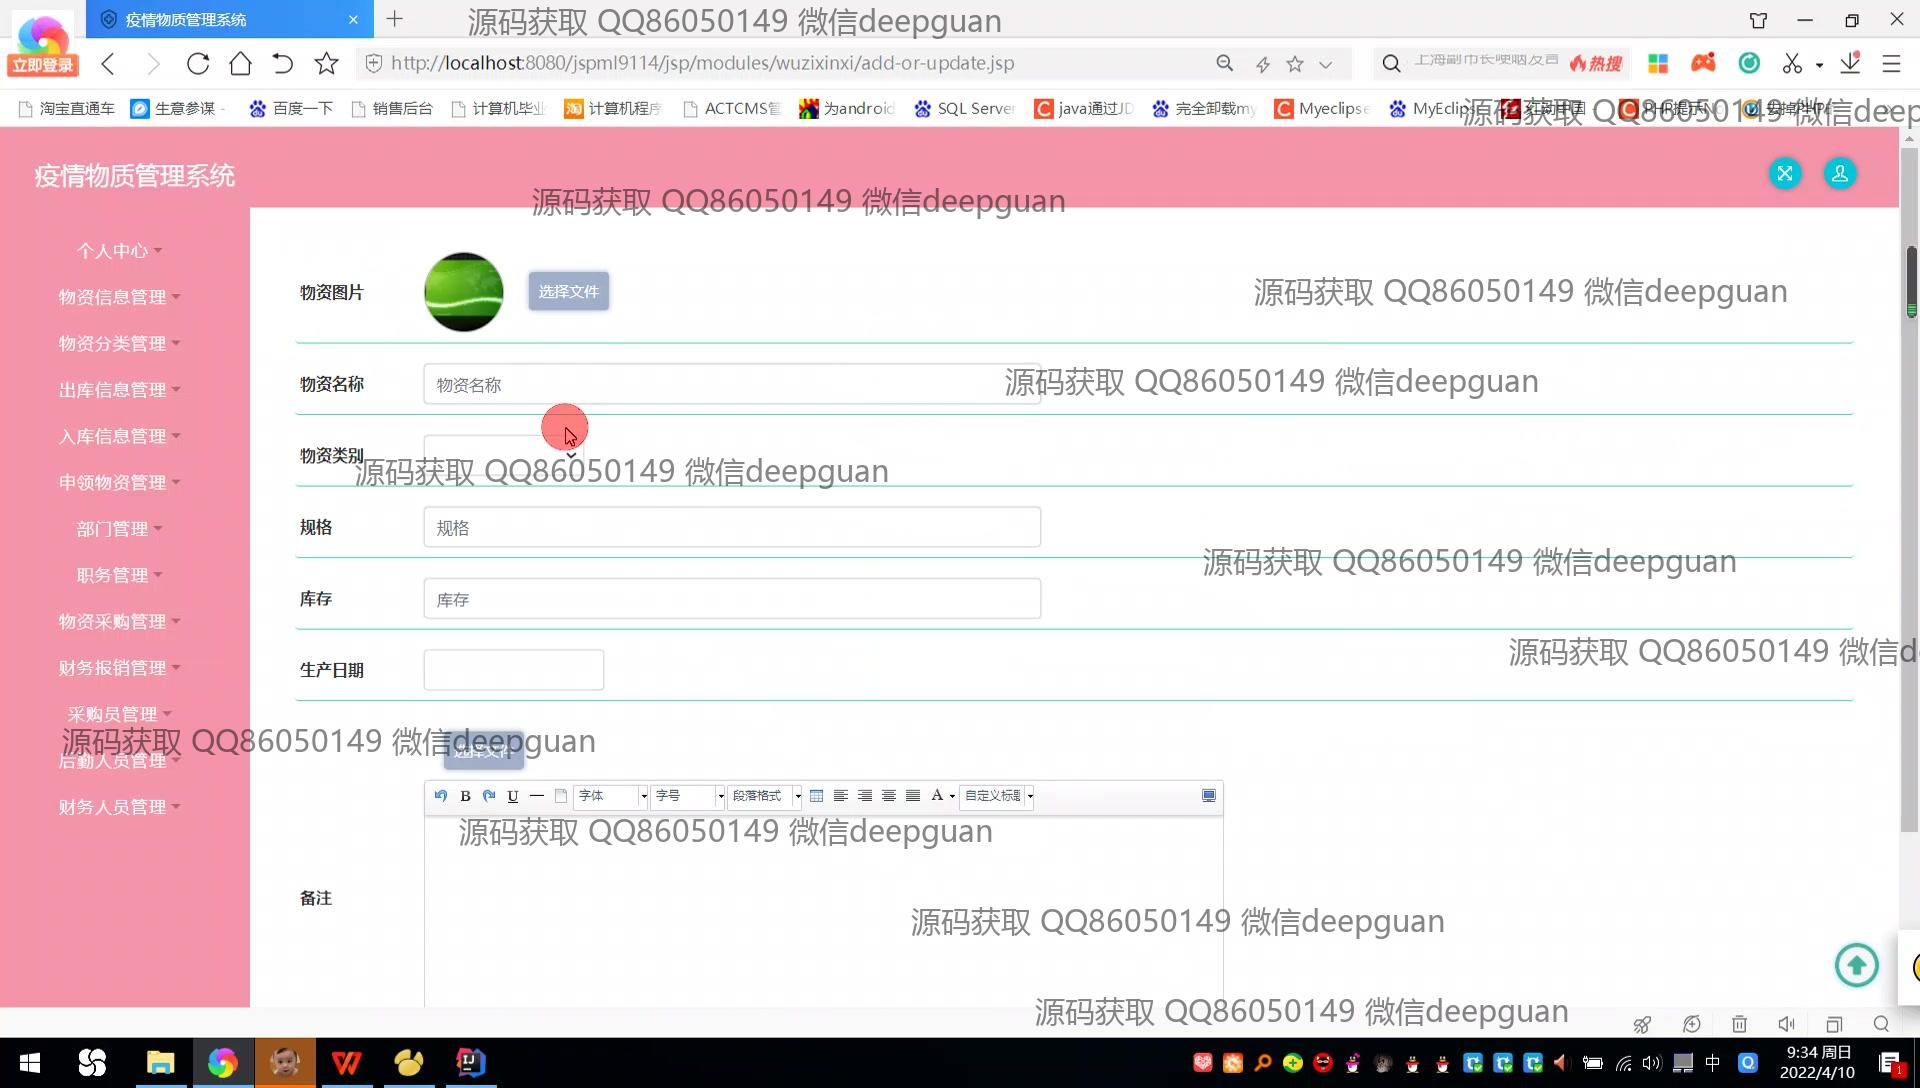 疫情物质管理系统
源码获取 QQ86050149 微信deepguan
立即登录
http://localhost:8080/jspml9114/jsp/modules/wuzixinxi/add-or-update.jsp
上海副市长哽咽发言
热搜
淘宝直通车 生意参谋 - 百度一下 销售后台 计算机毕业 计算机程序 ACTCMS管 为android SQL Server java通过JD 完全卸载my Myeclipse MyEclip
源码获取 QQ86050149 微信deep
疫情物质管理系统
源码获取 QQ86050149 微信deepguan
个人中心
物资信息管理
物资分类管理
出库信息管理
入库信息管理
申领物资管理
部门管理
职务管理
物资采购管理
财务报销管理
采购员管理
后勤人员管理
财务人员管理
物资图片 选择文件
源码获取 QQ86050149 微信deepguan
物资名称 物资名称
源码获取 QQ86050149 微信deepguan
物资类别
源码获取 QQ86050149 微信deepguan
规格 规格
源码获取 QQ86050149 微信deepguan
库存 库存
源码获取 QQ86050149 微信d
生产日期
源码获取 QQ86050149 微信deepguan
选择文件
B U 字体 字号 段落格式 A 自定义标题
源码获取 QQ86050149 微信deepguan
备注
源码获取 QQ86050149 微信deepguan
源码获取 QQ86050149 微信deepguan
中
9:34 周日
2022/4/10
1